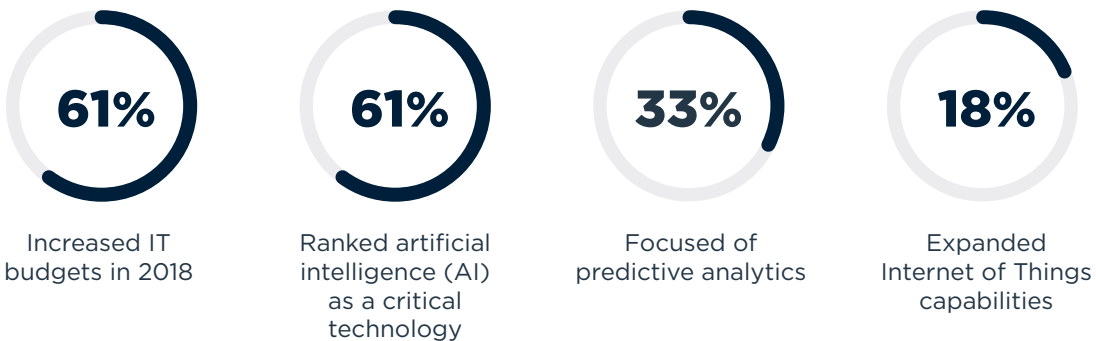 61%
Increased IT
budgets in 2018
61%
Ranked artificial
intelligence (AI)
as a critical
technology
33%
Focused of
predictive analytics
18%
Expanded
Internet of Things
capabilities